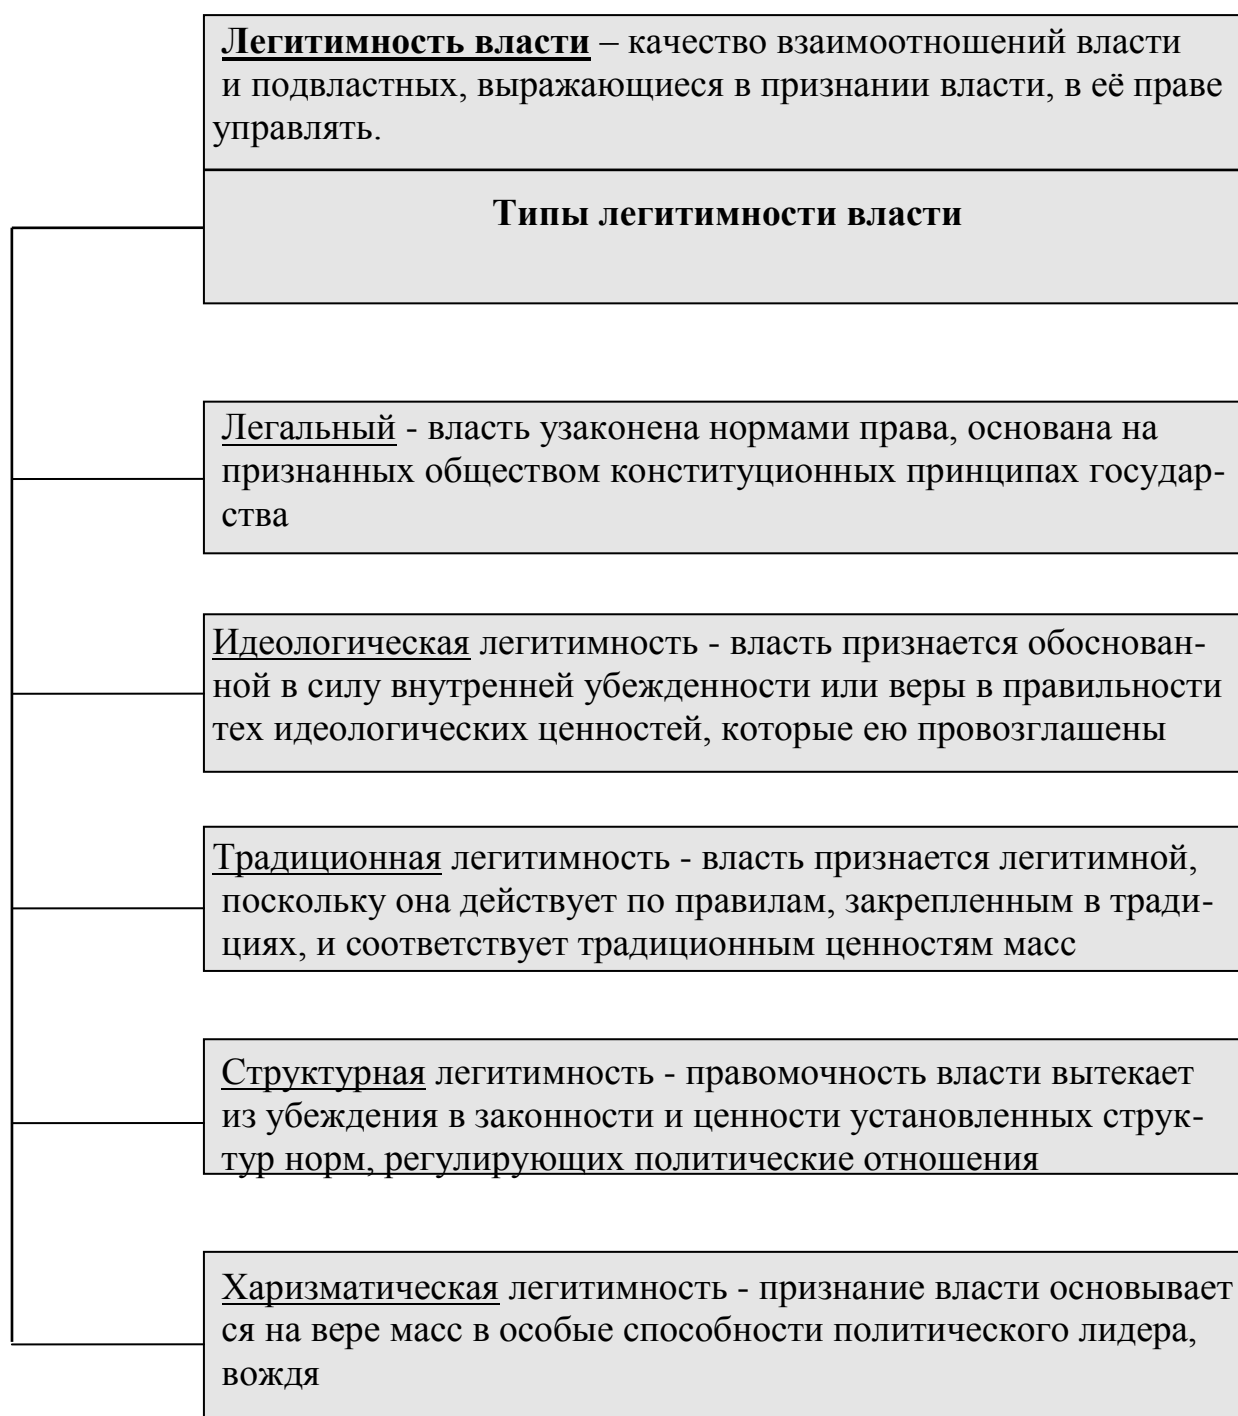 Легитимность власти – качество взаимоотношений власти
и подвластных, выражающиеся в признании власти, в её праве
управлять.
Типы легитимности власти
Легальный - власть узаконена нормами права, основана на
признанных обществом конституционных принципах государ-
ства
Идеологическая легитимность - власть признается обоснован-
ной в силу внутренней убежденности или веры в правильности
тех идеологических ценностей, которые ею провозглашены
Традиционная легитимность - власть признается легитимной,
поскольку она действует по правилам, закрепленным в тради-
циях, и соответствует традиционным ценностям масс
Структурная легитимность - правомочность власти вытекает
из убеждения в законности и ценности установленных струк-
тур норм, регулирующих политические отношения
Харизматическая легитимность - признание власти основывает
ся на вере масс в особые способности политического лидера,
вождя